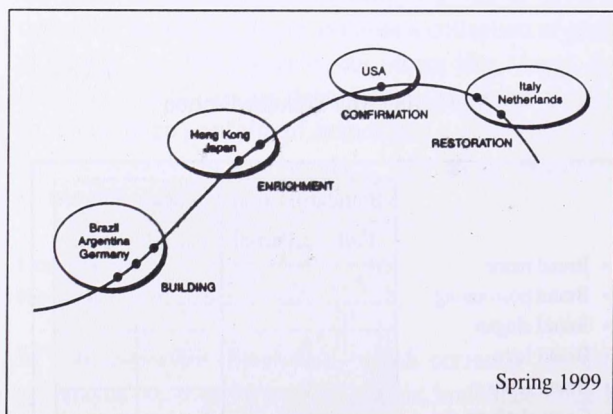 USA
Italy
Netherlands
CONFIRMATION
Hong Kong
Japan
RESTORATION
ENRICHMENT
Brazil
Argentina
Germany
BUILDING
Spring 1999